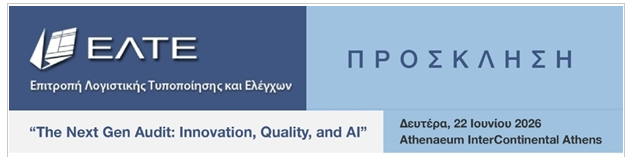 ΕΛΤΕ
Επιτροπή Λογιστικής Τυποποίησης και Ελέγχων
ΠΡΟΣΚΛΗΣΗ
“The Next Gen Audit: Innovation, Quality, and AI”
Δευτέρα, 22 Ιουνίου 2026
Athenaeum InterContinental Athens